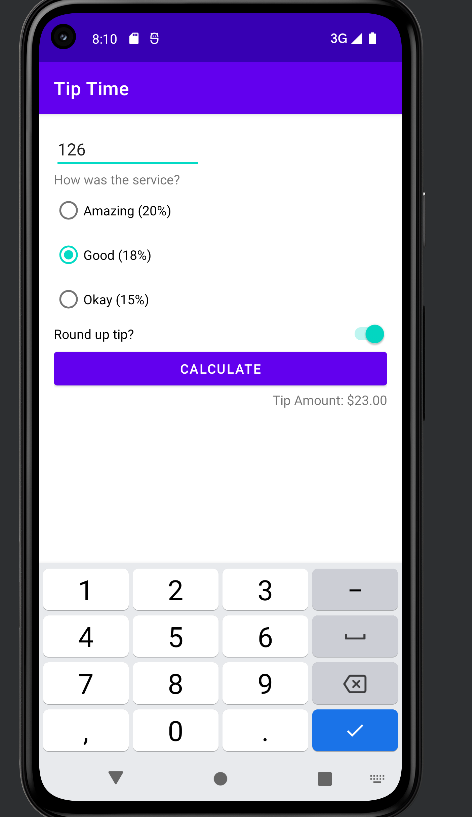 8:10 3G
Tip Time
126
How was the service?
Amazing (20%)
Good (18%)
Okay (15%)
Round up tip?
CALCULATE
Tip Amount: $23.00
1 2 3 -
4 5 6
7 8 9
, 0 .